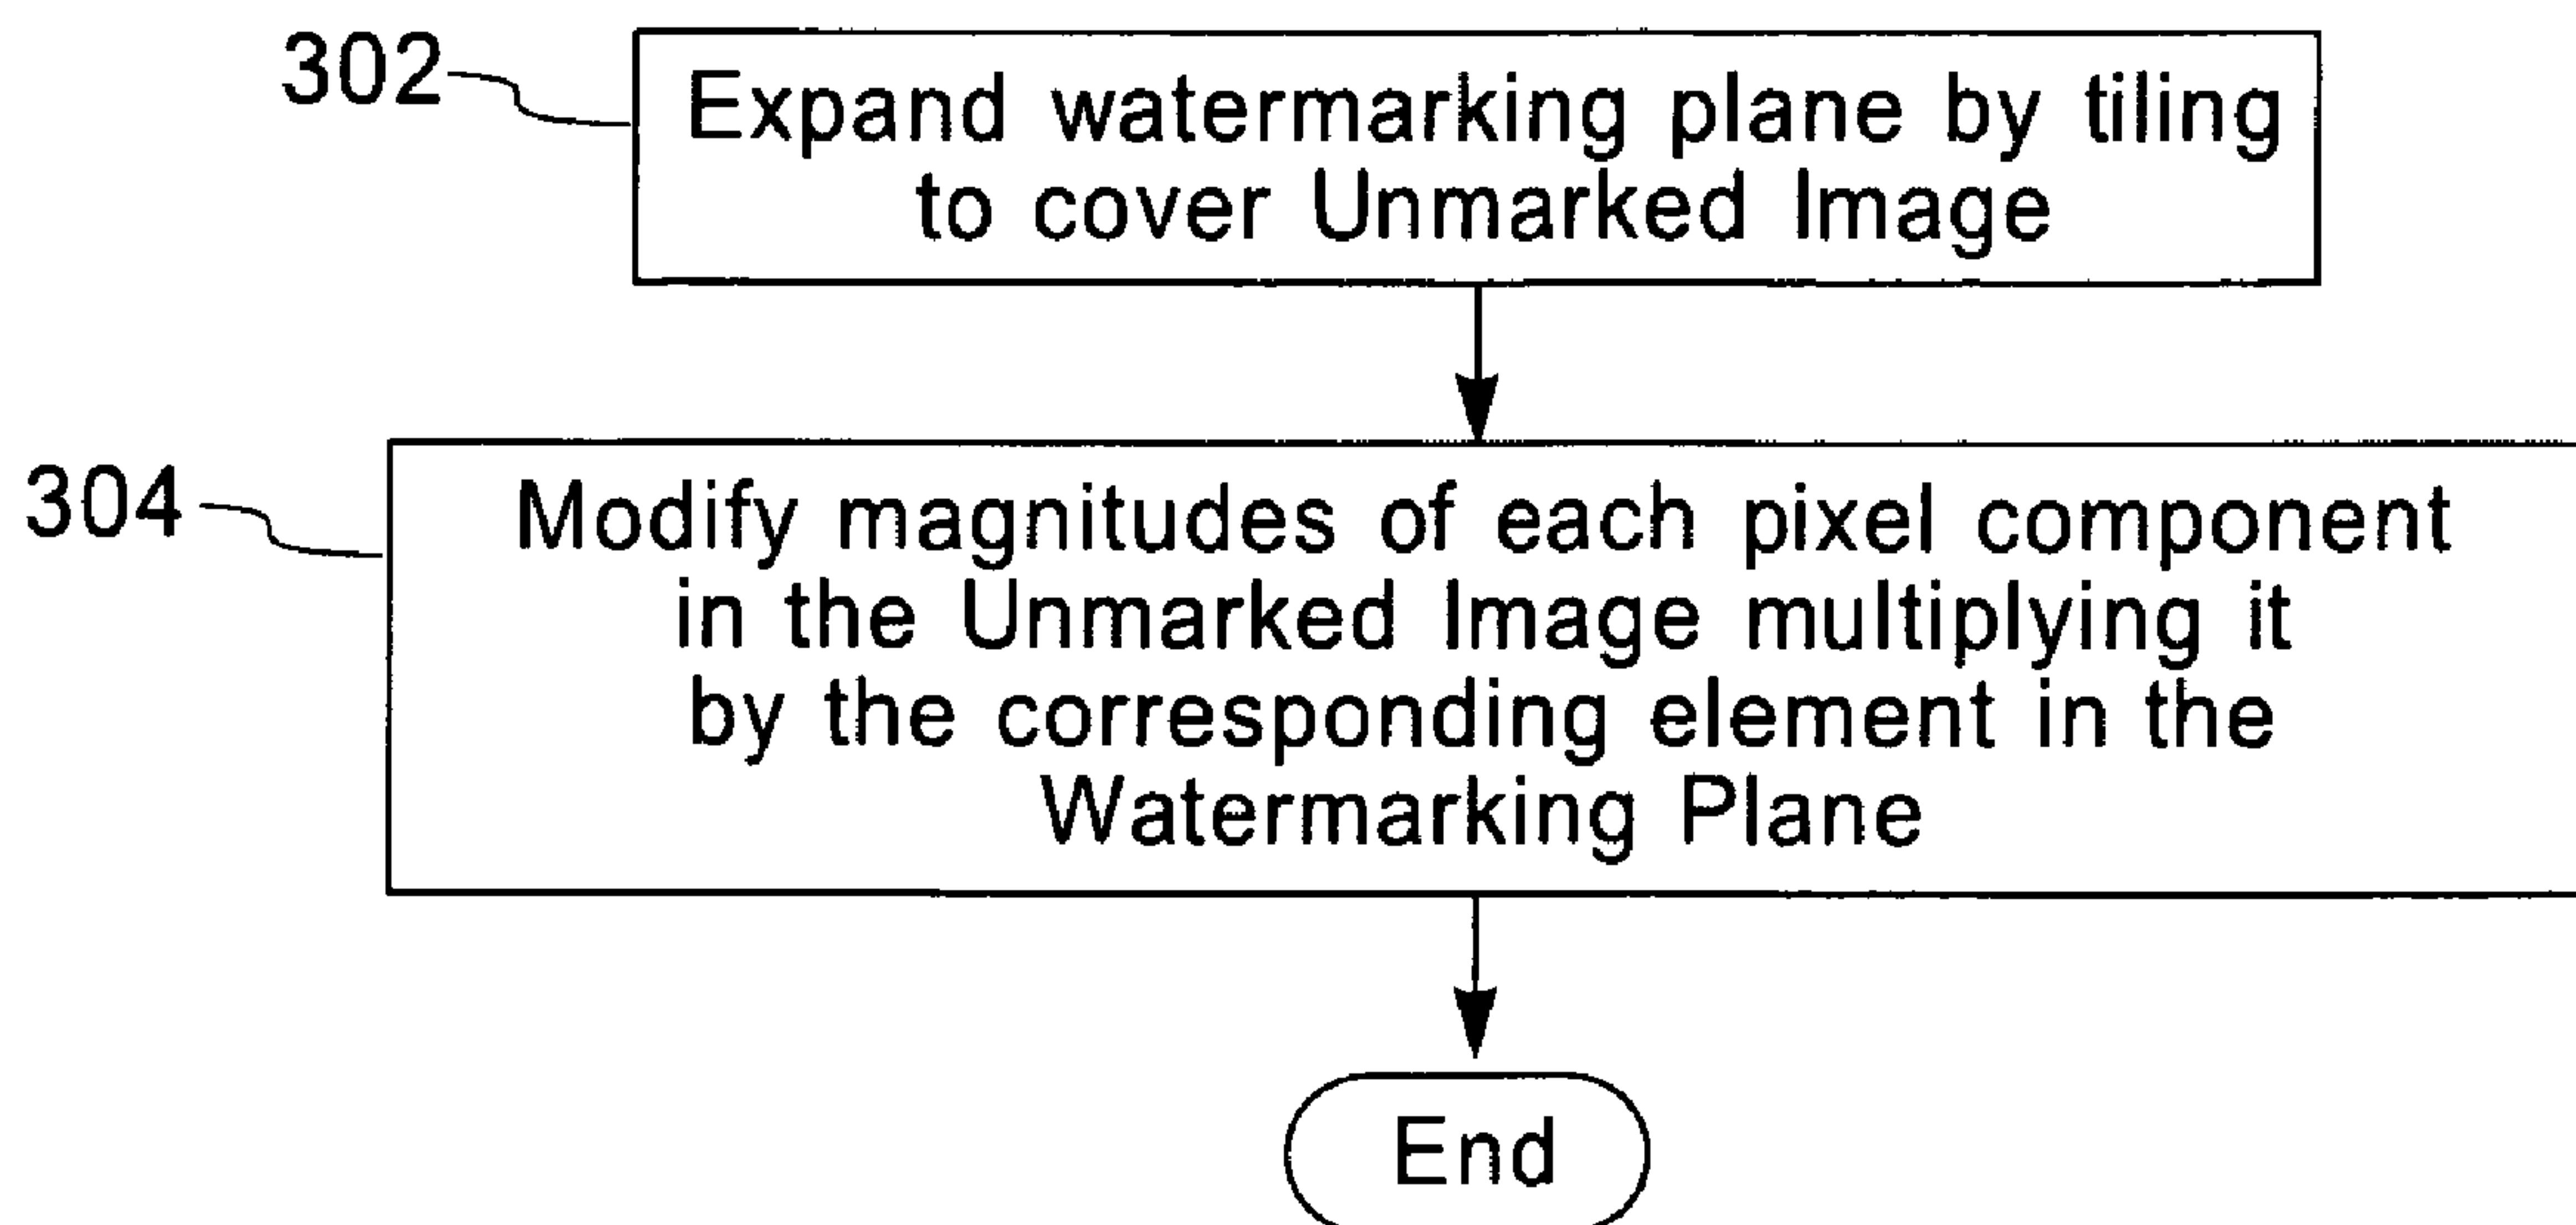 302
Expand watermarking plane by tiling
to cover Unmarked Image
304
Modify magnitudes of each pixel component
in the Unmarked Image multiplying it
by the corresponding element in the
Watermarking Plane
End